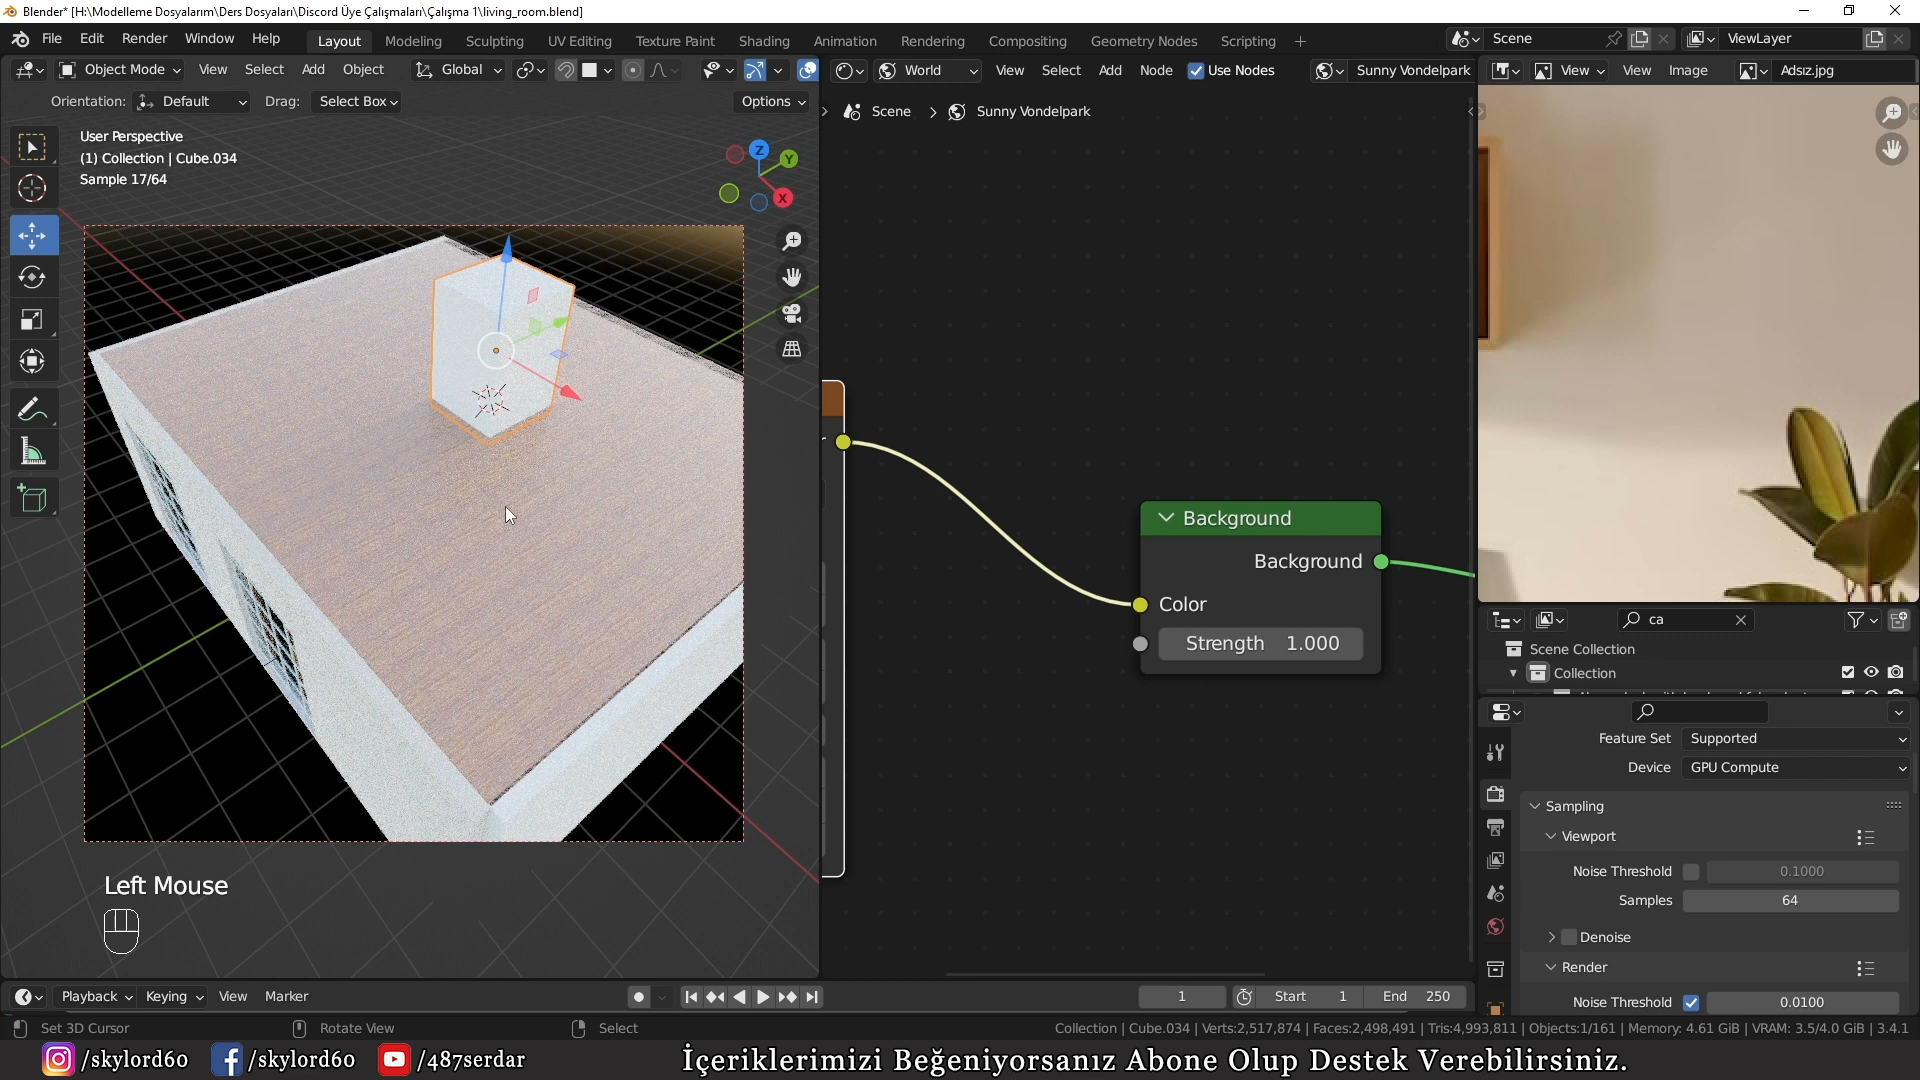 Blender* [H:\Modelleme Dosyalarım\Ders Dosyaları\Discord Üye Çalışmaları\Çalışma 1\living_room.blend]
File Edit Render Window Help Layout Modeling Sculpting UV Editing Texture Paint Shading Animation Rendering Compositing Geometry Nodes Scripting + Scene ViewLayer
Object Mode View Select Add Object Global World View Select Add Node Use Nodes Sunny Vondelpark View View Image Adsız.jpg
Orientation: Default Drag: Select Box Options
Scene > Sunny Vondelpark
User Perspective
(1) Collection | Cube.034
Sample 17/64
Z Y X
Background
Background
Color
Strength 1.000
ca
Scene Collection
Collection
Feature Set Supported
Device GPU Compute
Sampling
Viewport
Noise Threshold 0.1000
Samples 64
Denoise
Render
Noise Threshold 0.0100
Left Mouse
Playback Keying View Marker 1 Start 1 End 250
Set 3D Cursor Rotate View Select Collection | Cube.034 | Verts:2,517,874 | Faces:2,498,491 | Tris:4,993,811 | Objects:1/161 | Memory: 4.61 GiB | VRAM: 3.5/4.0 GiB | 3.4.1
/skylord60 /skylord60 /487serdar İçeriklerimizi Beğeniyorsanız Abone Olup Destek Verebilirsiniz.